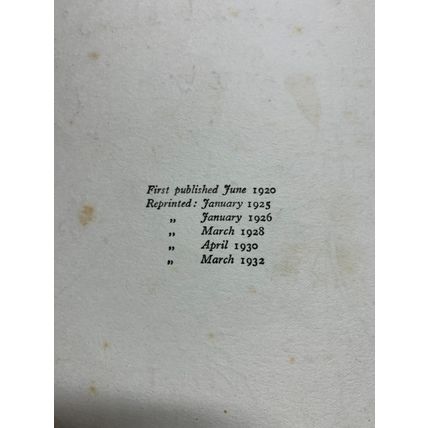 First published June 1920
Reprinted: January 1925
„ January 1926
„ March 1928
„ April 1930
„ March 1932